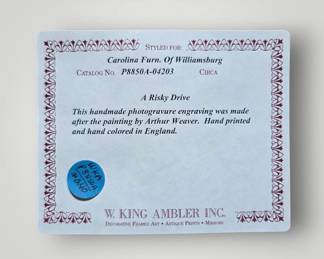 STYLED FOR:
Carolina Furn. Of Williamsburg
CATALOG NO. P8850A-04203 CIRCA
A Risky Drive
This handmade photogravure engraving was made
after the painting by Arthur Weaver. Hand printed
and hand colored in England.
WKA
P8850A
W. KING AMBLER INC.
DECORATIVE FRAMED ART • ANTIQUE PRINTS • MIRRORS